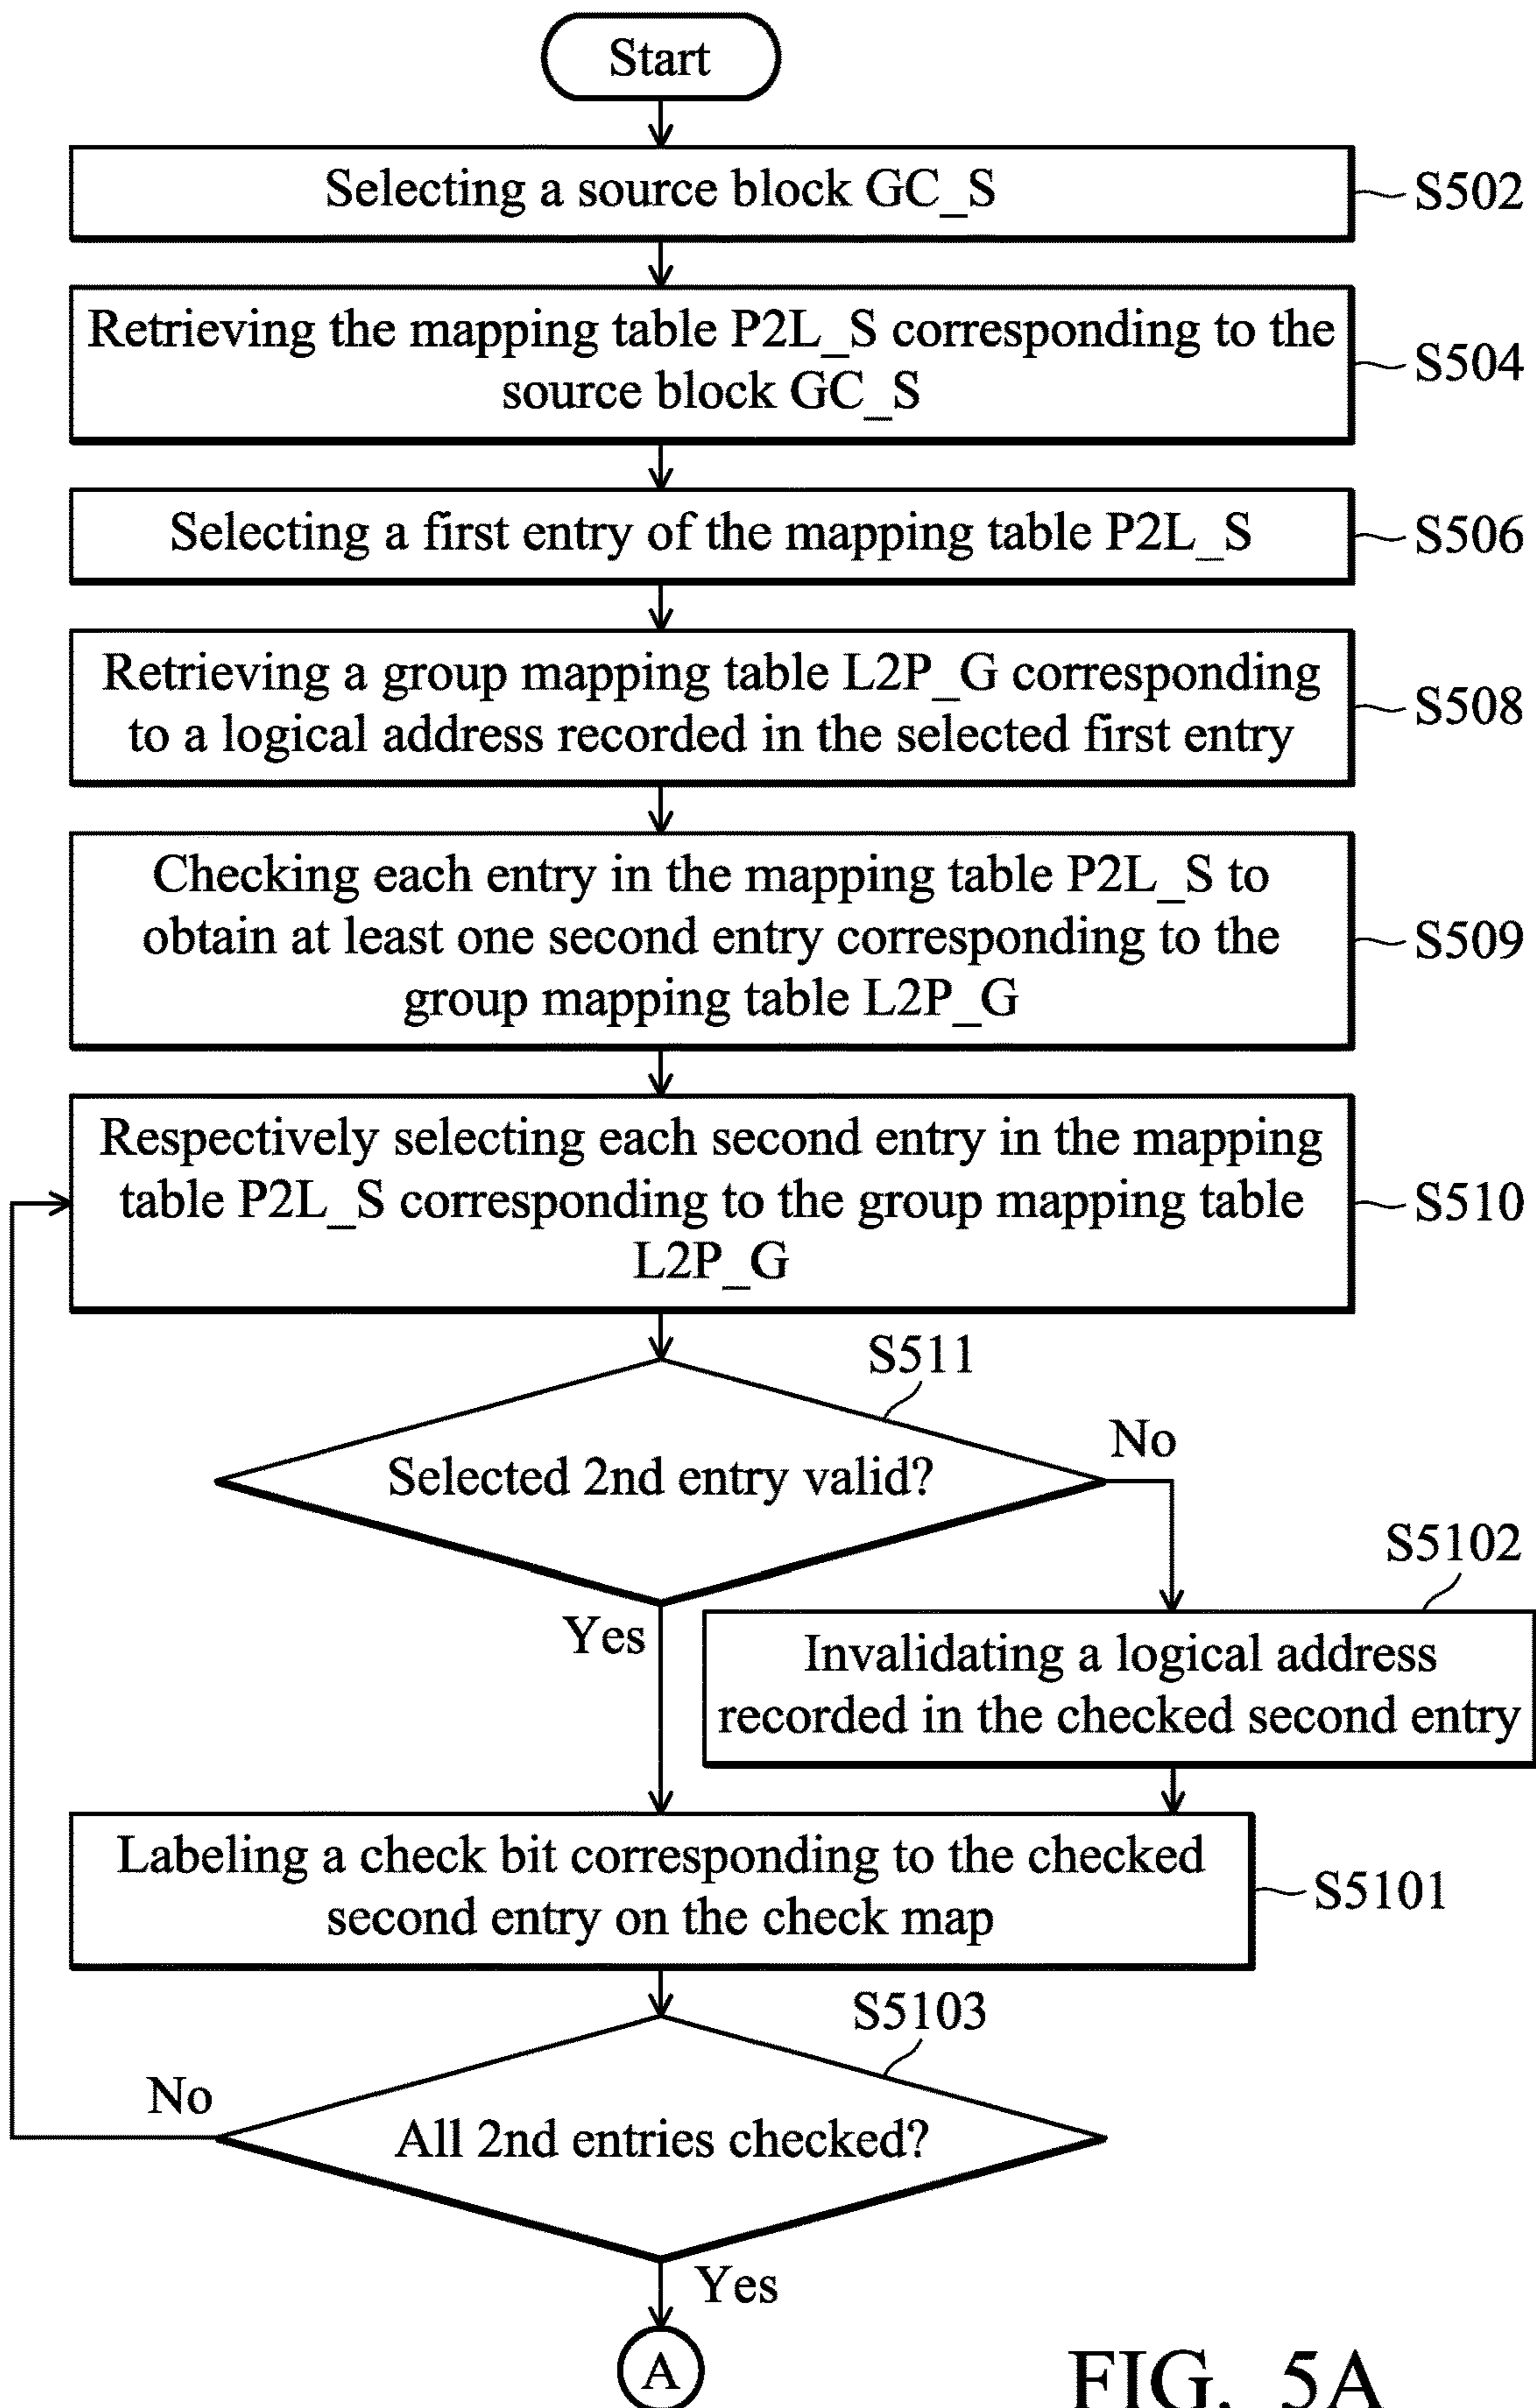 Start
Selecting a source block GC_S
S502
Retrieving the mapping table P2L_S corresponding to the
source block GC_S
S504
Selecting a first entry of the mapping table P2L_S
S506
Retrieving a group mapping table L2P_G corresponding
to a logical address recorded in the selected first entry
S508
Checking each entry in the mapping table P2L_S to
obtain at least one second entry corresponding to the
group mapping table L2P_G
S509
Respectively selecting each second entry in the mapping
table P2L_S corresponding to the group mapping table
L2P_G
S510
S511
Selected 2nd entry valid?
No
Yes
S5102
Invalidating a logical address
recorded in the checked second entry
Labeling a check bit corresponding to the checked
second entry on the check map
S5101
S5103
All 2nd entries checked?
No
Yes
A
FIG. 5A